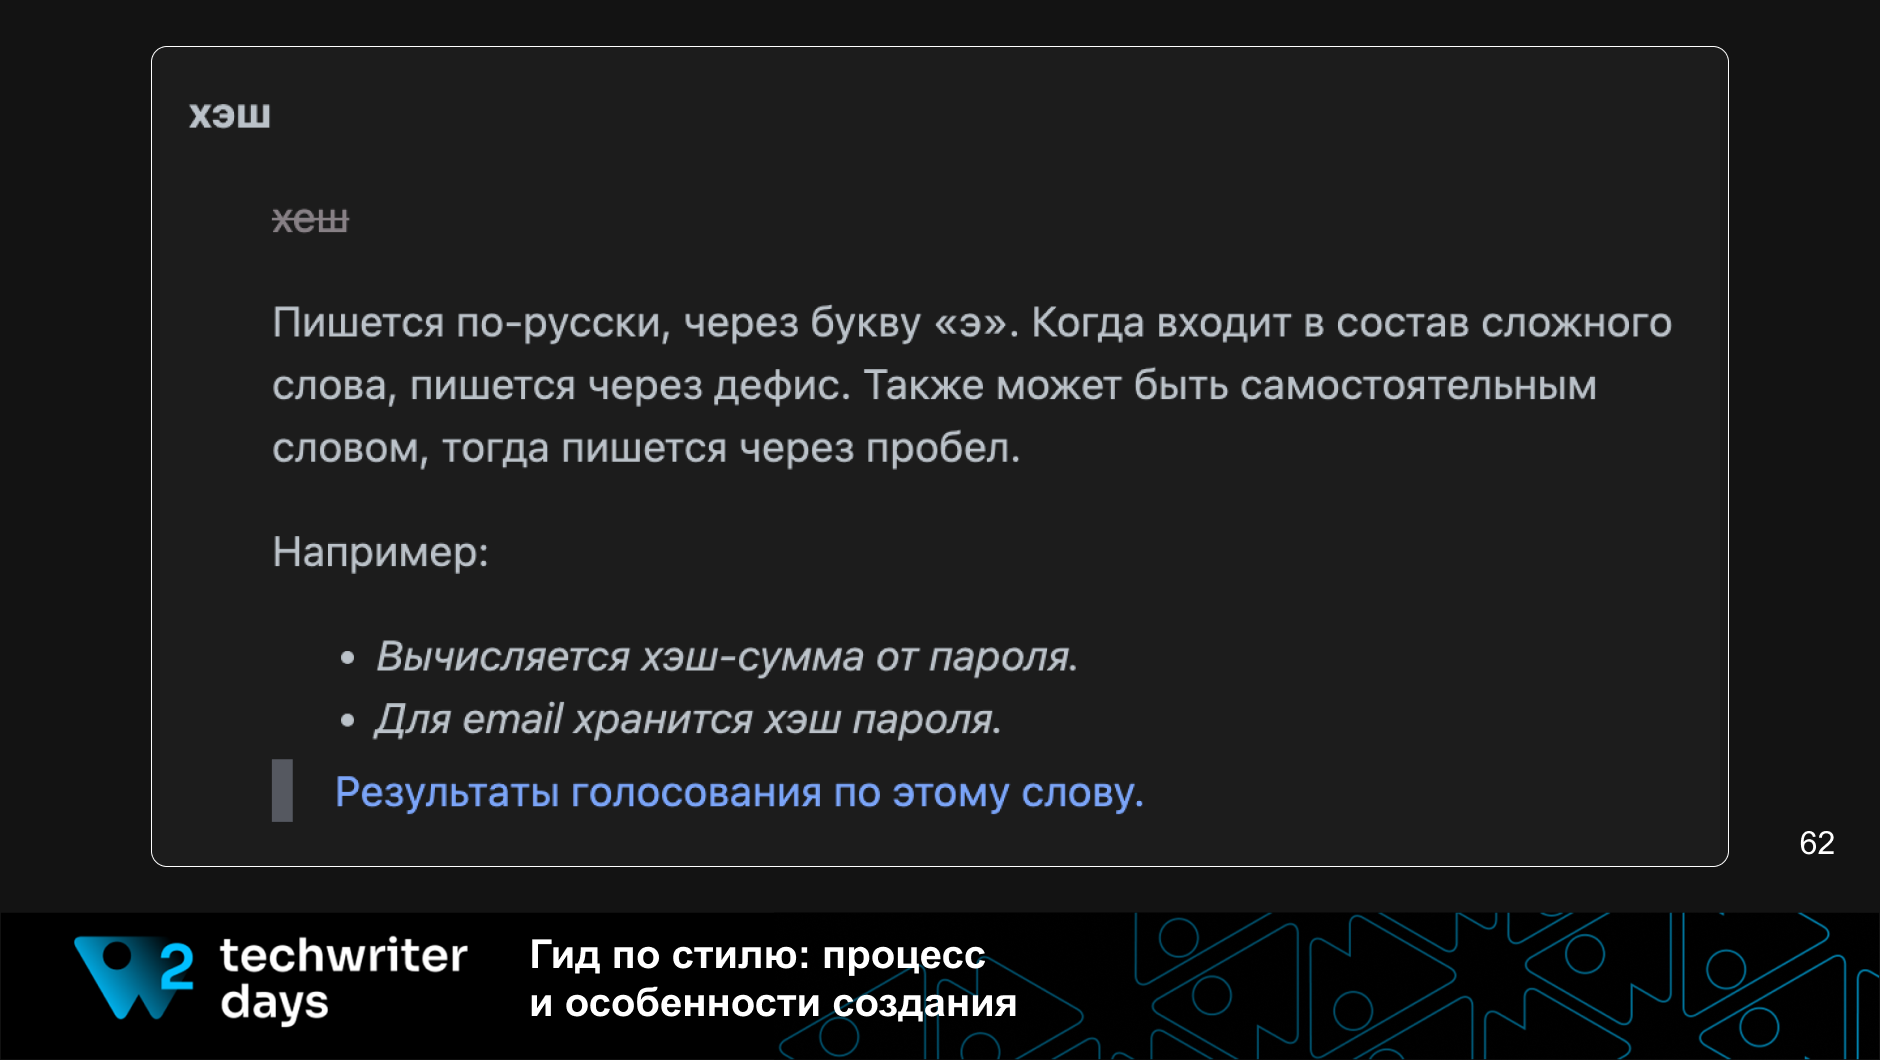 хэш
хеш
Пишется по-русски, через букву «э». Когда входит в состав сложного
слова, пишется через дефис. Также может быть самостоятельным
словом, тогда пишется через пробел.
Например:
• Вычисляется хэш-сумма от пароля.
• Для email хранится хэш пароля.
Результаты голосования по этому слову.
62
2
techwriter
days
Гид по стилю: процесс
и особенности создания